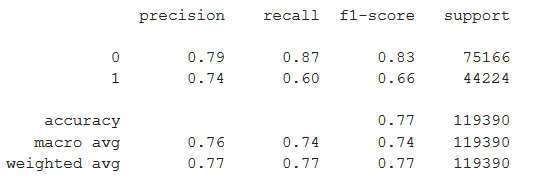 precision recall f1-score support
0 0.79 0.87 0.83 75166
1 0.74 0.60 0.66 44224
accuracy 0.77 119390
macro avg 0.76 0.74 0.74 119390
weighted avg 0.77 0.77 0.77 119390